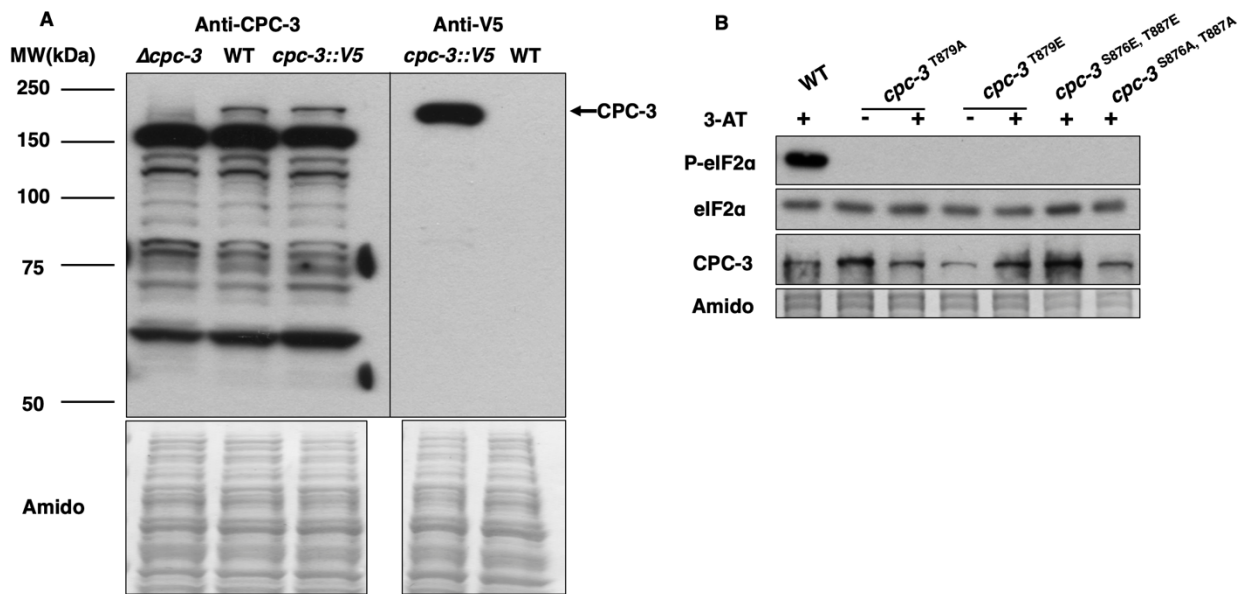 A
Anti-CPC-3 Anti-V5
MW(kDa) Δcpc-3 WT cpc-3::V5 cpc-3::V5 WT
250
150
100
75
50
←CPC-3
Amido
B
WT cpc-3 T879A cpc-3 T879E cpc-3 S876E, T887E cpc-3 S876A, T887A
3-AT + - + - + + +
P-eIF2α
eIF2α
CPC-3
Amido